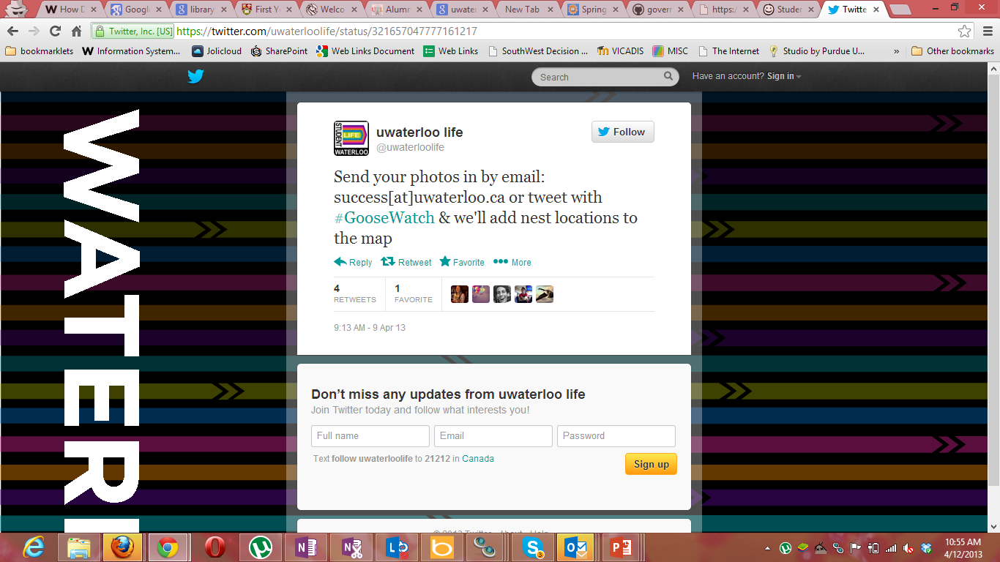 How D
Googl
library
First Y
Welco
Alumn
uwater
New Tab
Spring
govern
https:/
Studen
Twitte
Twitter, Inc. [US] https://twitter.com/uwaterloolife/status/321657047777161217
bookmarklets W Information System... Jolicloud SharePoint Web Links Document Web Links SouthWest Decision ... VICADIS MISC The Internet Studio by Purdue U... » Other bookmarks
Search Have an account? Sign in
WATERL
STUDENT LIFE WATERLOO
uwaterloo life
@uwaterloolife
Follow
Send your photos in by email:
success[at]uwaterloo.ca or tweet with
#GooseWatch & we'll add nest locations to
the map
Reply Retweet Favorite More
4 1
RETWEETS FAVORITE
9:13 AM - 9 Apr 13
Don't miss any updates from uwaterloo life
Join Twitter today and follow what interests you!
Full name Email Password
Text follow uwaterloolife to 21212 in Canada
Sign up
© 2013 Twitter About Help
10:55 AM
4/12/2013